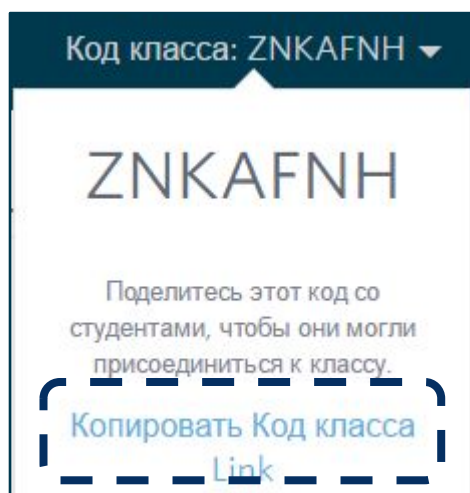 Код класса: ZNKAFNH
ZNKAFNH
Поделитесь этот код со
студентами, чтобы они могли
присоединиться к классу.
Копировать Код класса
Link